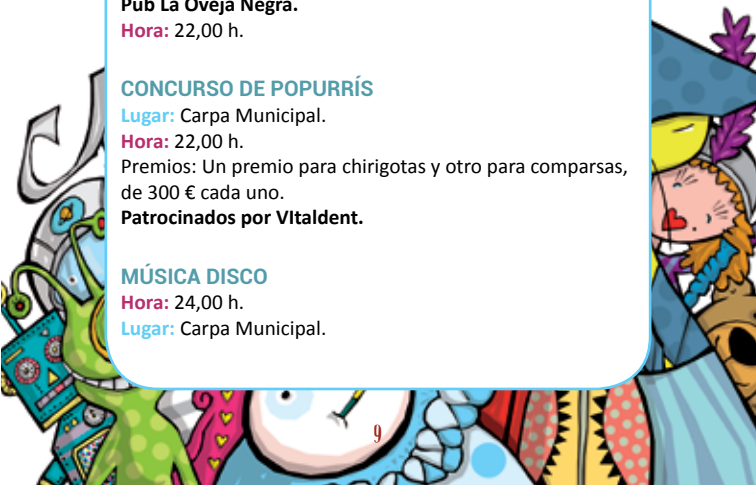 Pub La Oveja Negra.
Hora: 22,00 h.
CONCURSO DE POPURRÍS
Lugar: Carpa Municipal.
Hora: 22,00 h.
Premios: Un premio para chirigotas y otro para comparsas,
de 300 € cada uno.
Patrocinados por VItaldent.
MÚSICA DISCO
Hora: 24,00 h.
Lugar: Carpa Municipal.
9